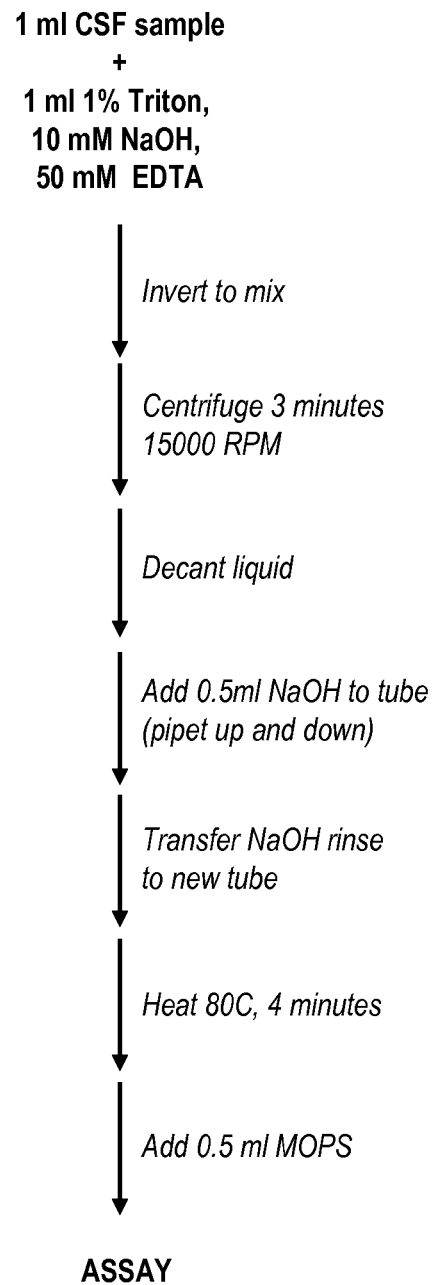 1 ml CSF sample
+
1 ml 1% Triton,
10 mM NaOH,
50 mM EDTA
Invert to mix
Centrifuge 3 minutes
15000 RPM
Decant liquid
Add 0.5ml NaOH to tube
(pipet up and down)
Transfer NaOH rinse
to new tube
Heat 80C, 4 minutes
Add 0.5 ml MOPS
ASSAY